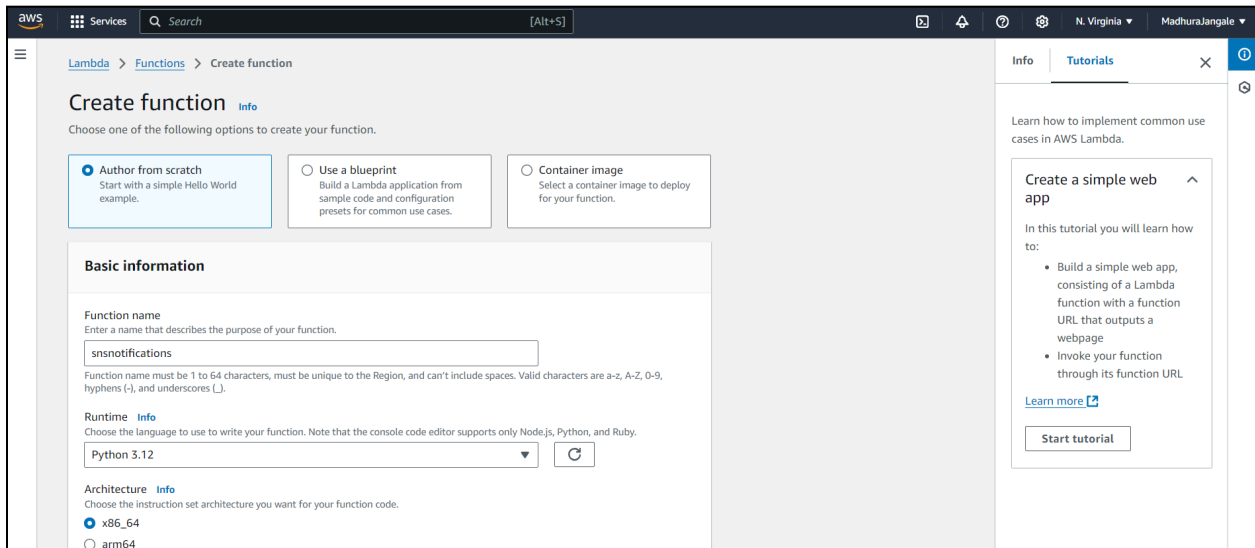 aws
Services
Search
[Alt+S]
N. Virginia
MadhuraJangale
Lambda > Functions > Create function
Create function Info
Choose one of the following options to create your function.
Author from scratch
Start with a simple Hello World
example.
Use a blueprint
Build a Lambda application from
sample code and configuration
presets for common use cases.
Container image
Select a container image to deploy
for your function.
Basic information
Function name
Enter a name that describes the purpose of your function.
snsnotifications
Function name must be 1 to 64 characters, must be unique to the Region, and can't include spaces. Valid characters are a-z, A-Z, 0-9,
hyphens (-), and underscores (_).
Runtime Info
Choose the language to use to write your function. Note that the console code editor supports only Node.js, Python, and Ruby.
Python 3.12
Architecture Info
Choose the instruction set architecture you want for your function code.
x86_64
arm64
Info
Tutorials
Learn how to implement common use
cases in AWS Lambda.
Create a simple web
app
In this tutorial you will learn how
to:
• Build a simple web app,
consisting of a Lambda
function with a function
URL that outputs a
webpage
• Invoke your function
through its function URL
Learn more
Start tutorial